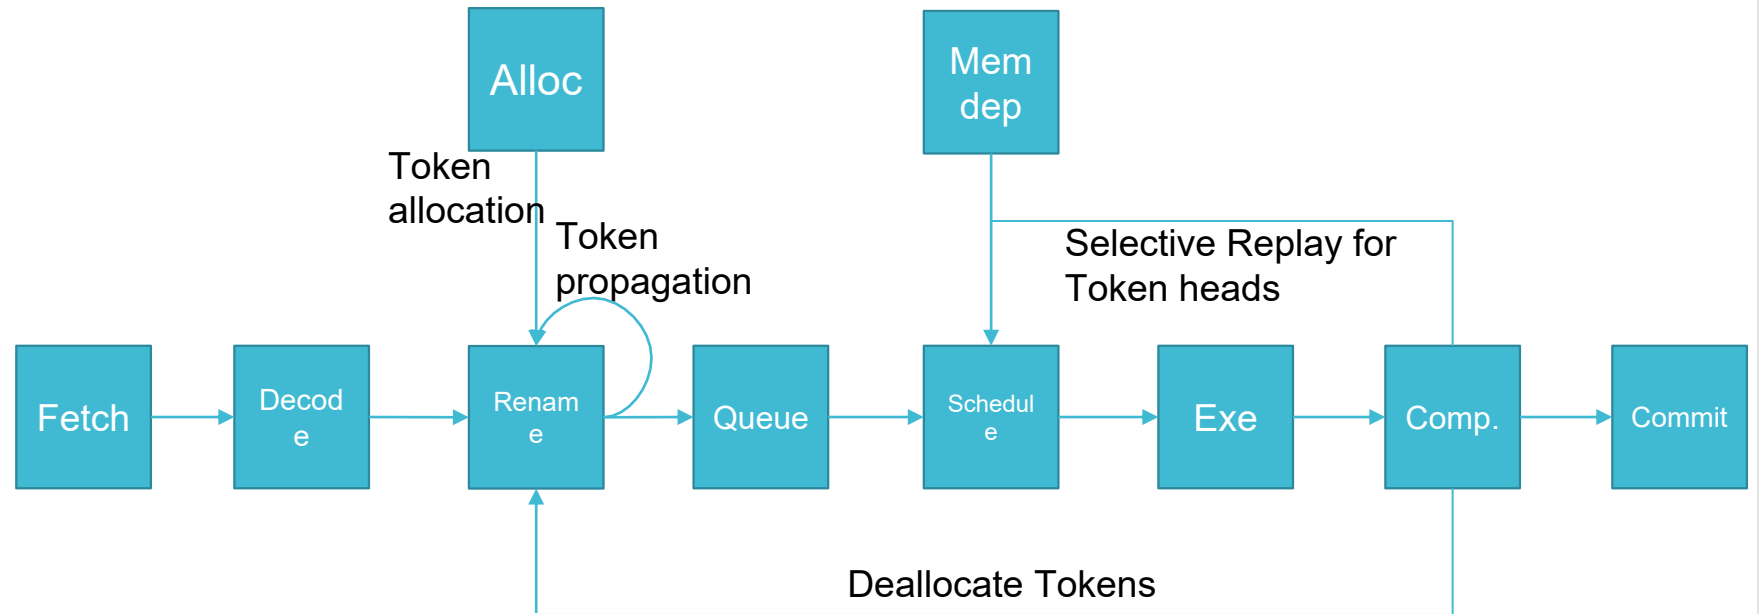 Alloc
Mem
dep
Token
allocation
Token
propagation
Selective Replay for
Token heads
Fetch
Decod
e
Renam
e
Queue
Schedul
e
Exe
Comp.
Commit
Deallocate Tokens